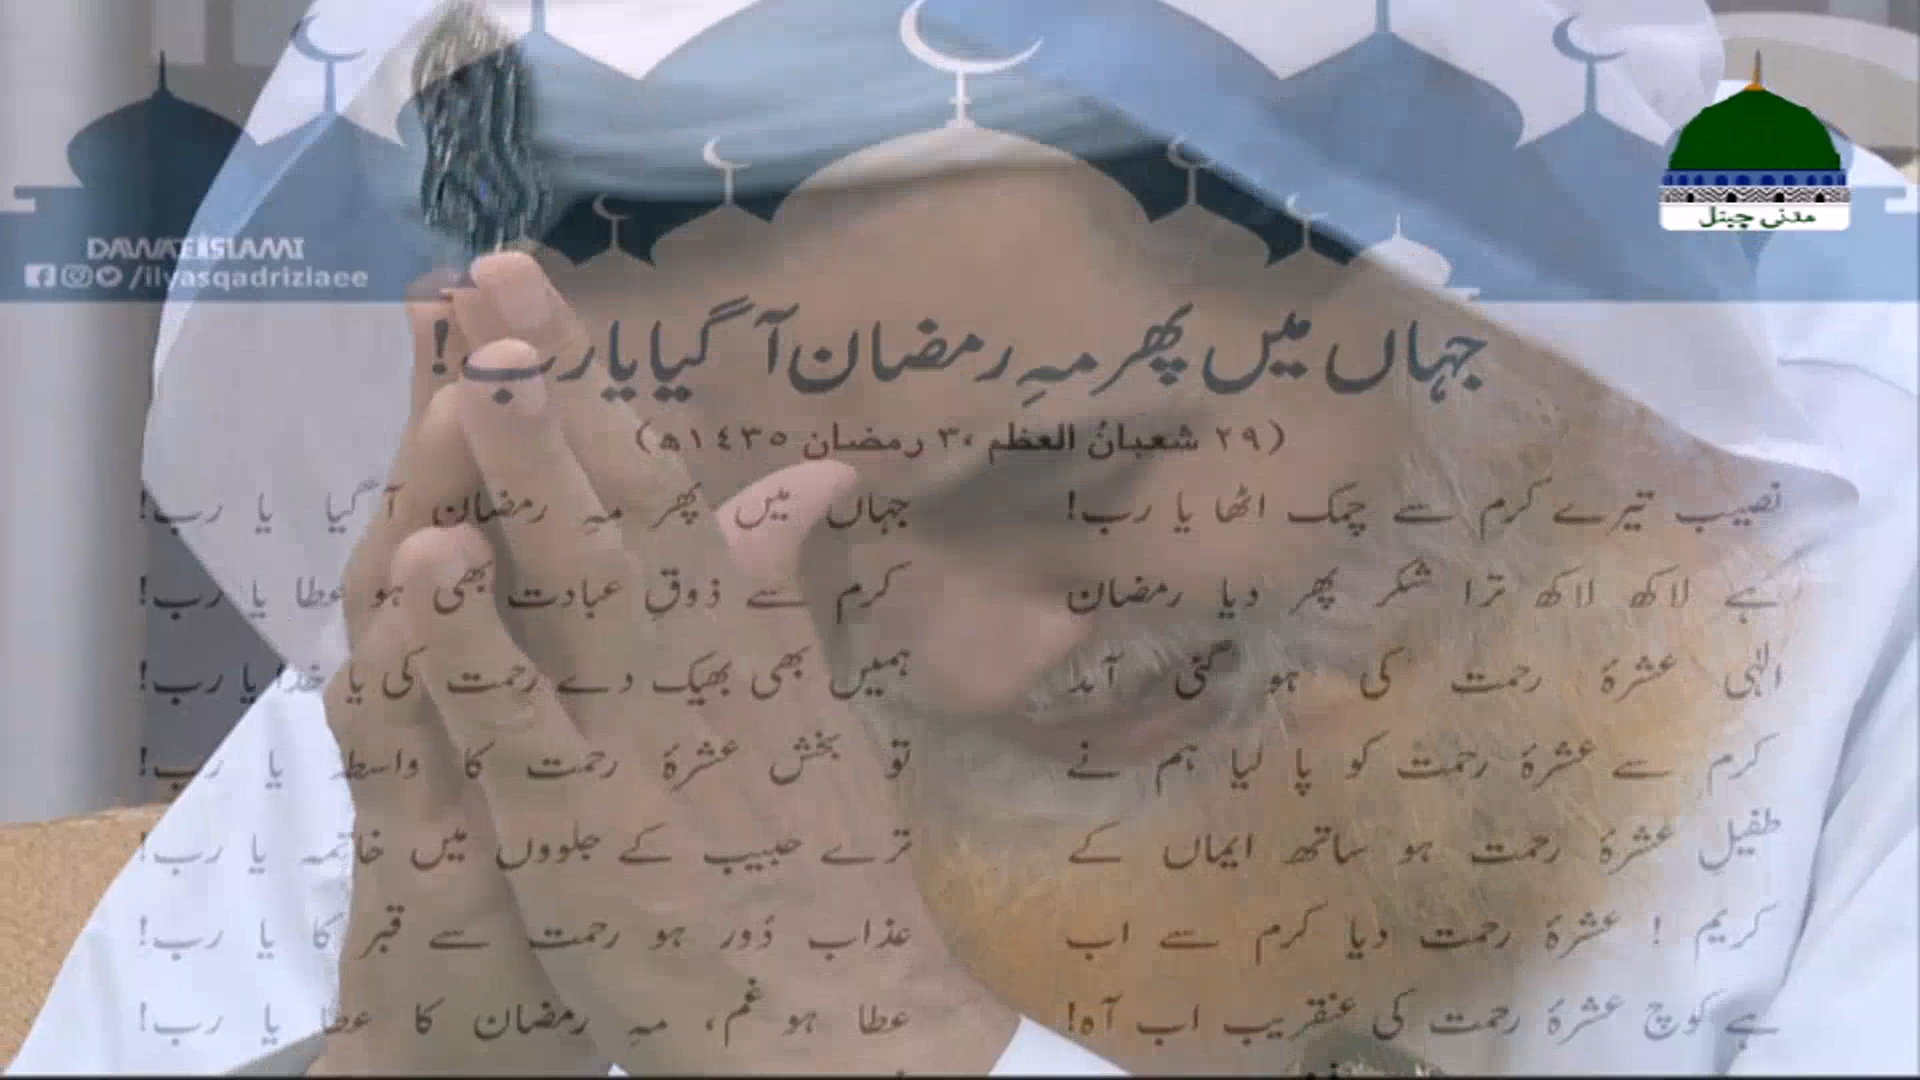 مدنی چینل
DAWATEISLAMI
/ilyasqadriziaee
جہاں میں پھر مہِ رمضان آ گیا یا رب!
(٢٩ شعبانُ العظم ،٣٠ رمضان ١٤٣٥ھ)
نصیب تیرے کرم سے چمک اٹھا یا رب! جہاں میں پھر مہِ رمضان آ گیا یا رب!
ہے لاکھ لاکھ ترا شکر پھر دیا رمضان کرم سے ذوقِ عبادت بھی ہو عطا یا رب!
الٰہی عشرۂ رحمت کی ہو گئی آمد ہمیں بھی بھیک دے رحمت کی یا خدا یا رب!
کرم سے عشرۂ رحمت کو پا لیا ہم نے تو بخش عشرۂ رحمت کا واسطہ یا رب!
طفیل عشرۂ رحمت ہو ساتھ ایماں کے ترے حبیب کے جلووں میں خاتمہ یا رب!
کریم ! عشرۂ رحمت دیا کرم سے اب عذاب دُور ہو رحمت سے قبر کا یا رب!
ہے کوچ عشرۂ رحمت کی عنقریب اب آہ! عطا ہو غم، مہِ رمضان کا عطا یا رب!